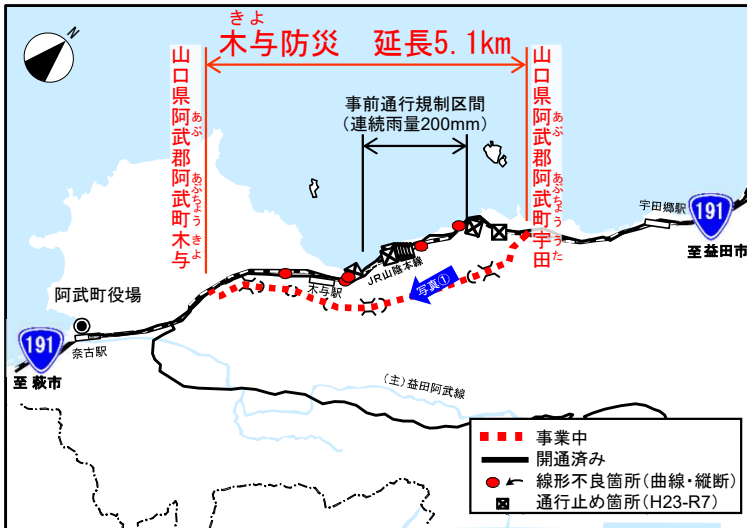 N
きよ
木与防災 延長5.1km
山口県阿武郡阿武町木与
あぶ
あぶちょう
きよ
事前通行規制区間
(連続雨量200mm)
山口県阿武郡阿武町宇田
あぶ
あぶちょう
うた
宇田郷駅
191
至 益田市
JR山陰本線
木与駅
写真①
阿武町役場
奈古駅
191
至 萩市
(主)益田阿武線
事業中
開通済み
線形不良箇所(曲線・縦断)
通行止め箇所(H23-R7)